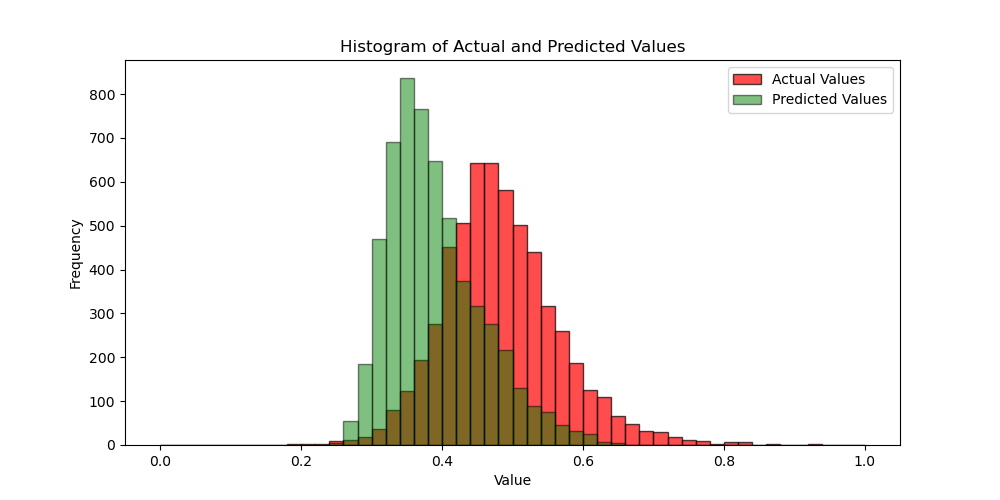 Histogram of Actual and Predicted Values
Actual Values
Predicted Values
Frequency
800
700
600
500
400
300
200
100
0
0.0 0.2 0.4 0.6 0.8 1.0
Value